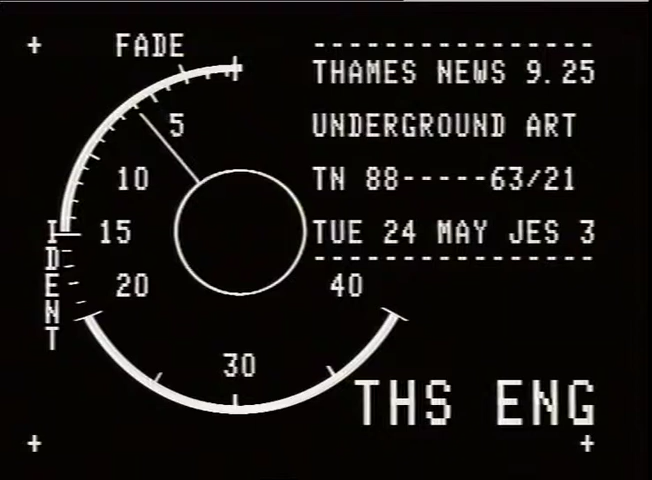 FADE
THAMES NEWS 9.25
UNDERGROUND ART
TN 88-----63/21
TUE 24 MAY JES 3
5
10
15
20
30
40
IDENT
THS ENG